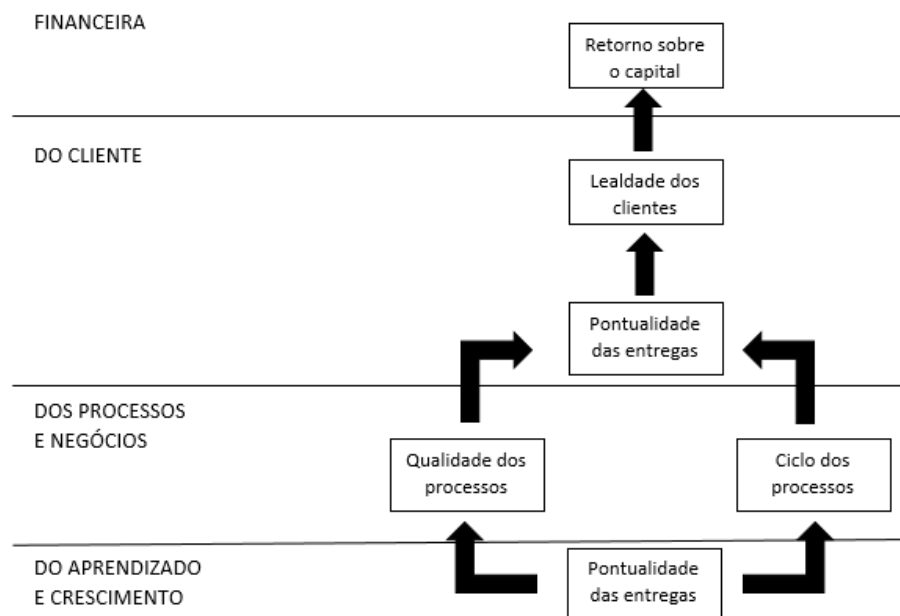 FINANCEIRA
Retorno sobre
o capital
DO CLIENTE
Lealdade dos
clientes
Pontualidade
das entregas
DOS PROCESSOS
E NEGÓCIOS
Qualidade dos
processos
Ciclo dos
processos
DO APRENDIZADO
E CRESCIMENTO
Pontualidade
das entregas